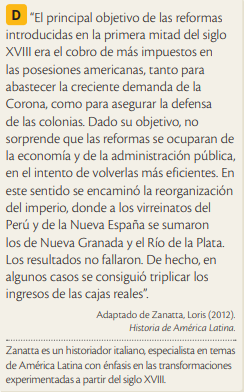 D "El principal objetivo de las reformas
introducidas en la primera mitad del siglo
XVIII era el cobro de más impuestos en
las posesiones americanas, tanto para
abastecer la creciente demanda de la
Corona, como para asegurar la defensa
de las colonias. Dado su objetivo, no
sorprende que las reformas se ocuparan de
la economía y de la administración pública,
en el intento de volverlas más eficientes. En
este sentido se encaminó la reorganización
del imperio, donde a los virreinatos del
Perú y de la Nueva España se sumaron
los de Nueva Granada y el Río de la Plata.
Los resultados no fallaron. De hecho, en
algunos casos se consiguió triplicar los
ingresos de las cajas reales".
Adaptado de Zanatta, Loris (2012).
Historia de América Latina.
Zanatta es un historiador italiano, especialista en temas
de América Latina con énfasis en las transformaciones
experimentadas a partir del siglo XVIII.